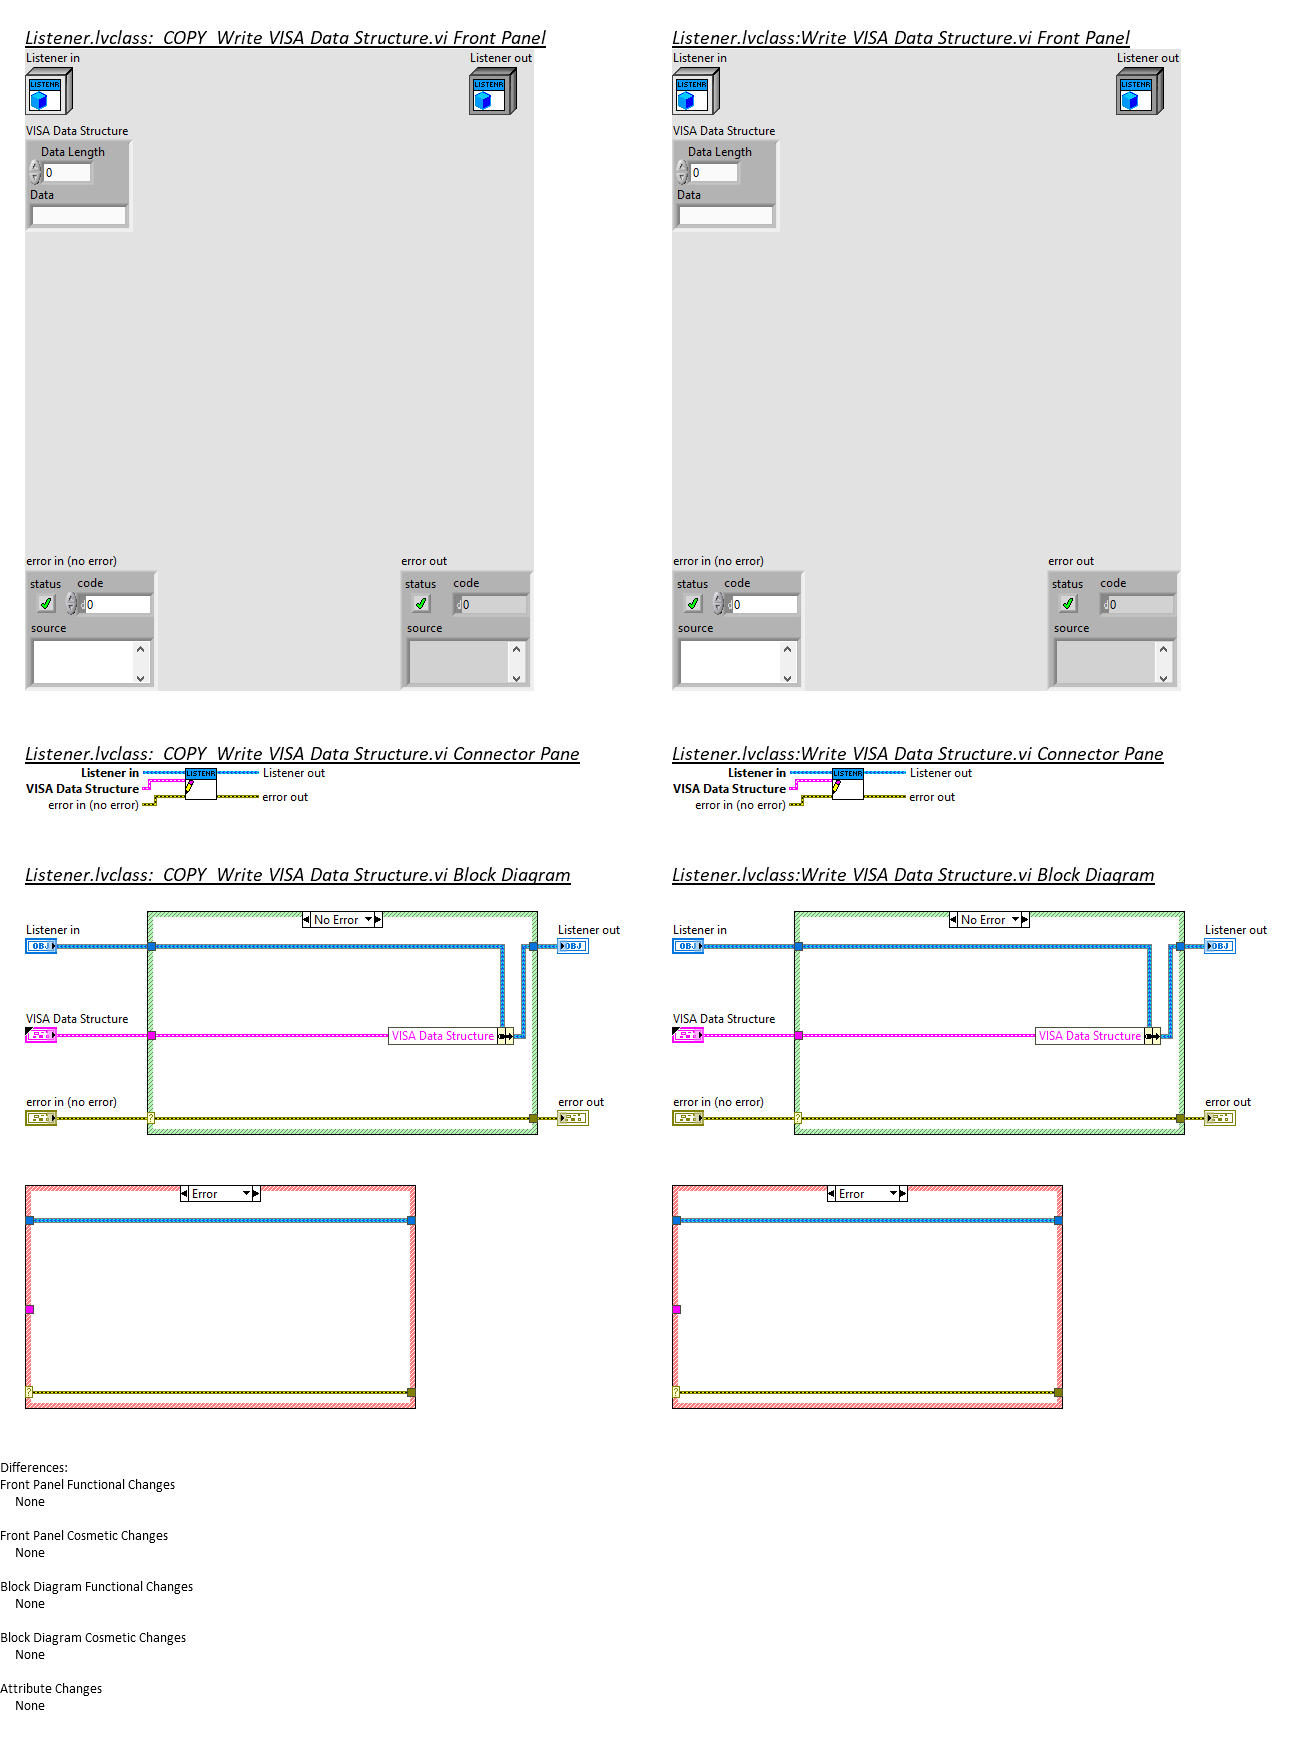 Listener.lvclass:  COPY  Write VISA Data Structure.vi Front Panel
Listener in
Listener out
LISTENR
LISTENR
VISA Data Structure
Data Length
0
Data
error in (no error)
error out
status code
0
status code
0
source
source
Listener.lvclass:Write VISA Data Structure.vi Front Panel
Listener in
Listener out
LISTENR
LISTENR
VISA Data Structure
Data Length
0
Data
error in (no error)
error out
status code
0
status code
0
source
source
Listener.lvclass:  COPY  Write VISA Data Structure.vi Connector Pane
Listener in
LISTENR
Listener out
VISA Data Structure
error in (no error)
error out
Listener.lvclass:Write VISA Data Structure.vi Connector Pane
Listener in
LISTENR
Listener out
VISA Data Structure
error in (no error)
error out
Listener.lvclass:  COPY  Write VISA Data Structure.vi Block Diagram
No Error
Listener in
Listener out
OBJ
OBJ
VISA Data Structure
VISA Data Structure
error in (no error)
error out
?
Error
?
Listener.lvclass:Write VISA Data Structure.vi Block Diagram
No Error
Listener in
Listener out
OBJ
OBJ
VISA Data Structure
VISA Data Structure
error in (no error)
error out
?
Error
?
Differences:
Front Panel Functional Changes
None
Front Panel Cosmetic Changes
None
Block Diagram Functional Changes
None
Block Diagram Cosmetic Changes
None
Attribute Changes
None